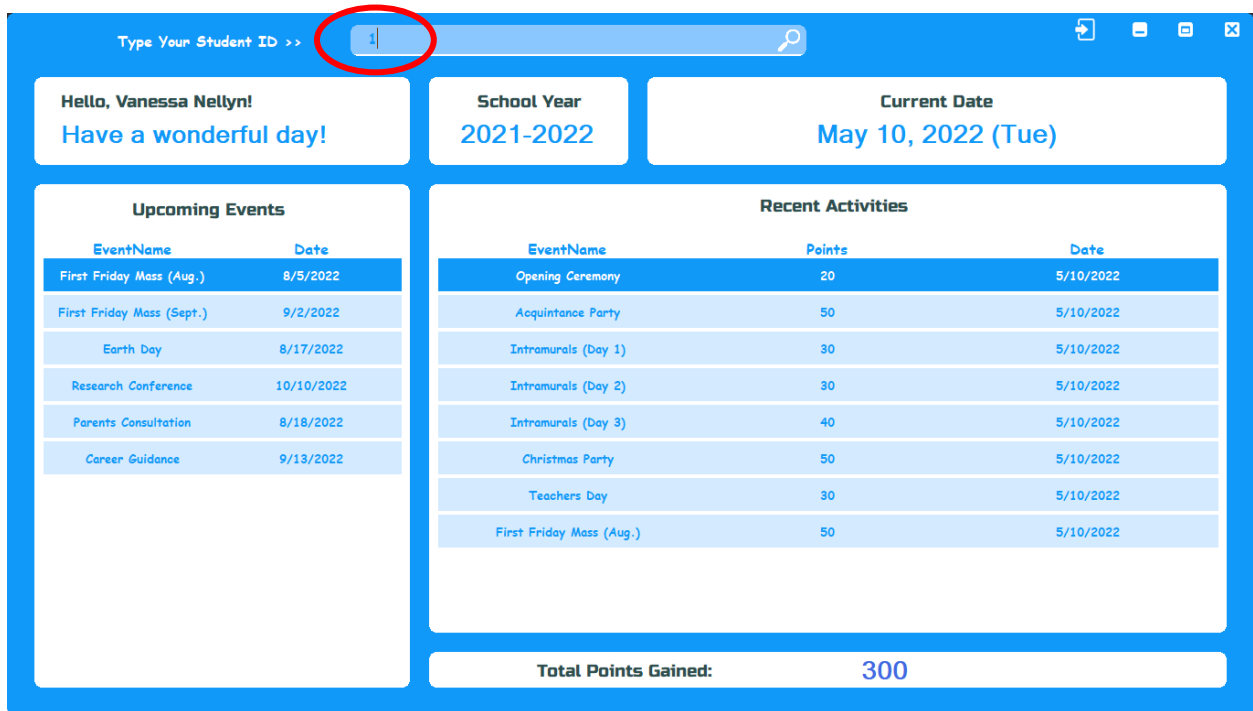 Type Your Student ID >> 1
Hello, Vanessa Nellyn!
Have a wonderful day!
School Year
2021-2022
Current Date
May 10, 2022 (Tue)
Upcoming Events
EventName Date
First Friday Mass (Aug.) 8/5/2022
First Friday Mass (Sept.) 9/2/2022
Earth Day 8/17/2022
Research Conference 10/10/2022
Parents Consultation 8/18/2022
Career Guidance 9/13/2022
Recent Activities
EventName Points Date
Opening Ceremony 20 5/10/2022
Acquintance Party 50 5/10/2022
Intramurals (Day 1) 30 5/10/2022
Intramurals (Day 2) 30 5/10/2022
Intramurals (Day 3) 40 5/10/2022
Christmas Party 50 5/10/2022
Teachers Day 30 5/10/2022
First Friday Mass (Aug.) 50 5/10/2022
Total Points Gained: 300